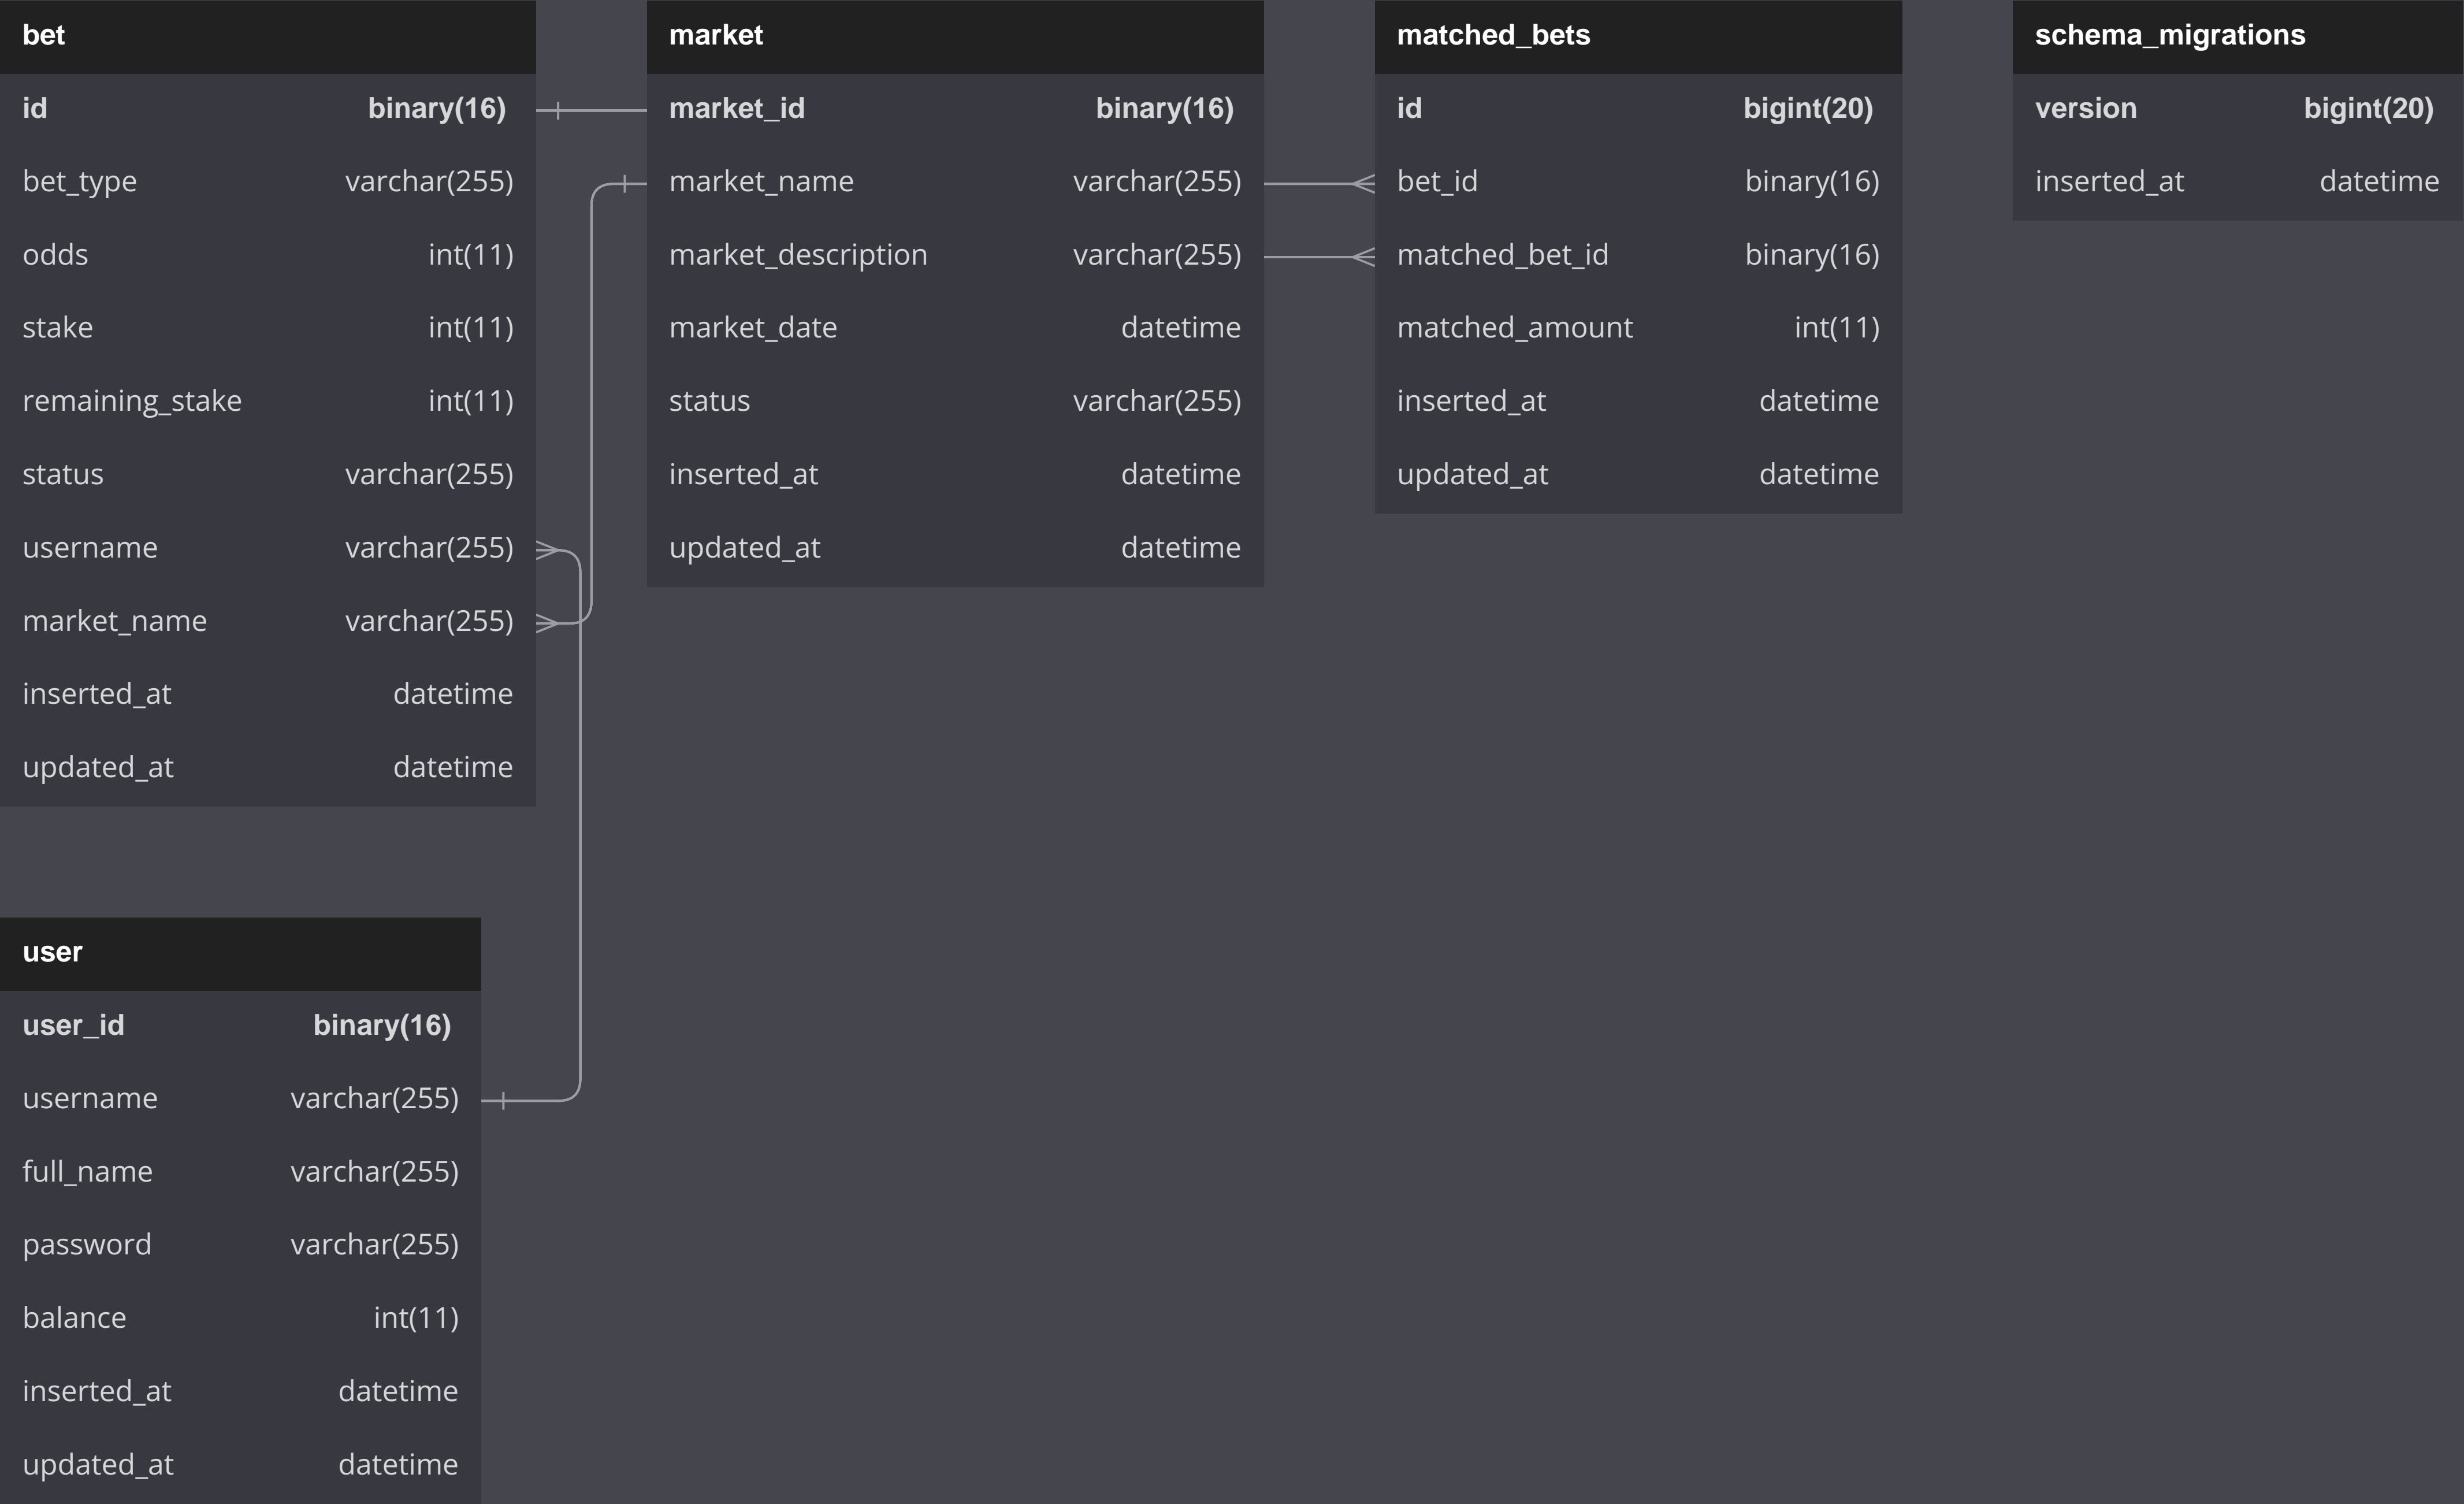 bet
id binary(16)
bet_type varchar(255)
odds int(11)
stake int(11)
remaining_stake int(11)
status varchar(255)
username varchar(255)
market_name varchar(255)
inserted_at datetime
updated_at datetime
market
market_id binary(16)
market_name varchar(255)
market_description varchar(255)
market_date datetime
status varchar(255)
inserted_at datetime
updated_at datetime
matched_bets
id bigint(20)
bet_id binary(16)
matched_bet_id binary(16)
matched_amount int(11)
inserted_at datetime
updated_at datetime
schema_migrations
version bigint(20)
inserted_at datetime
user
user_id binary(16)
username varchar(255)
full_name varchar(255)
password varchar(255)
balance int(11)
inserted_at datetime
updated_at datetime